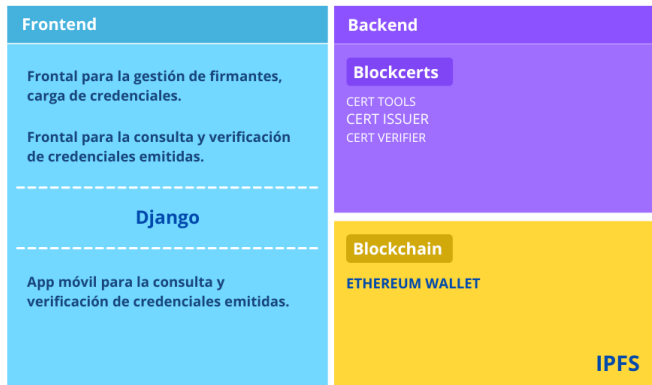 Frontend
Frontal para la gestión de firmantes,
carga de credenciales.
Frontal para la consulta y verificación
de credenciales emitidas.
Django
App móvil para la consulta y
verificación de credenciales emitidas.
Backend
Blockcerts
CERT TOOLS
CERT ISSUER
CERT VERIFIER
Blockchain
ETHEREUM WALLET
IPFS